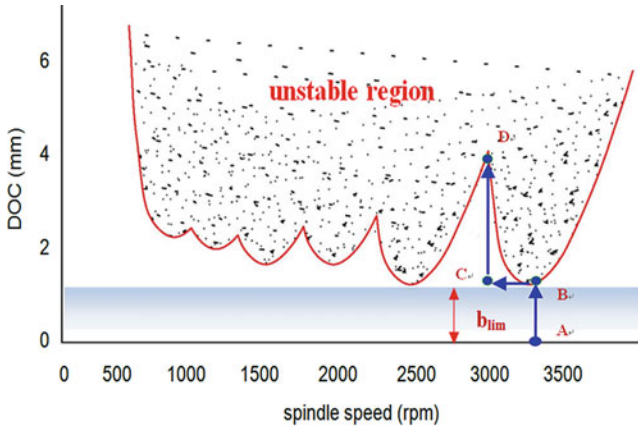 6
unstable region
D
4
DOC (mm)
2
C
B
b_lim
A
0
0 500 1000 1500 2000 2500 3000 3500
spindle speed (rpm)